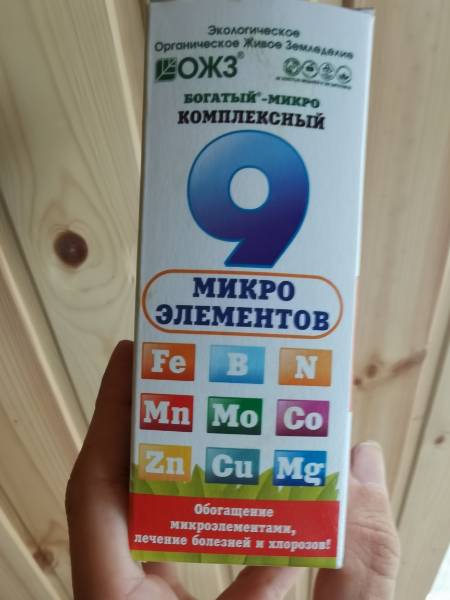 Экологическое
Органическое Живое Земледелие
ОЖЗ®
БОГАТЫЙ®-МИКРО
КОМПЛЕКСНЫЙ
9
МИКРО
ЭЛЕМЕНТОВ
Fe B N
Mn Mo Co
Zn Cu Mg
Обогащение
микроэлементами,
лечение болезней и хлорозов!